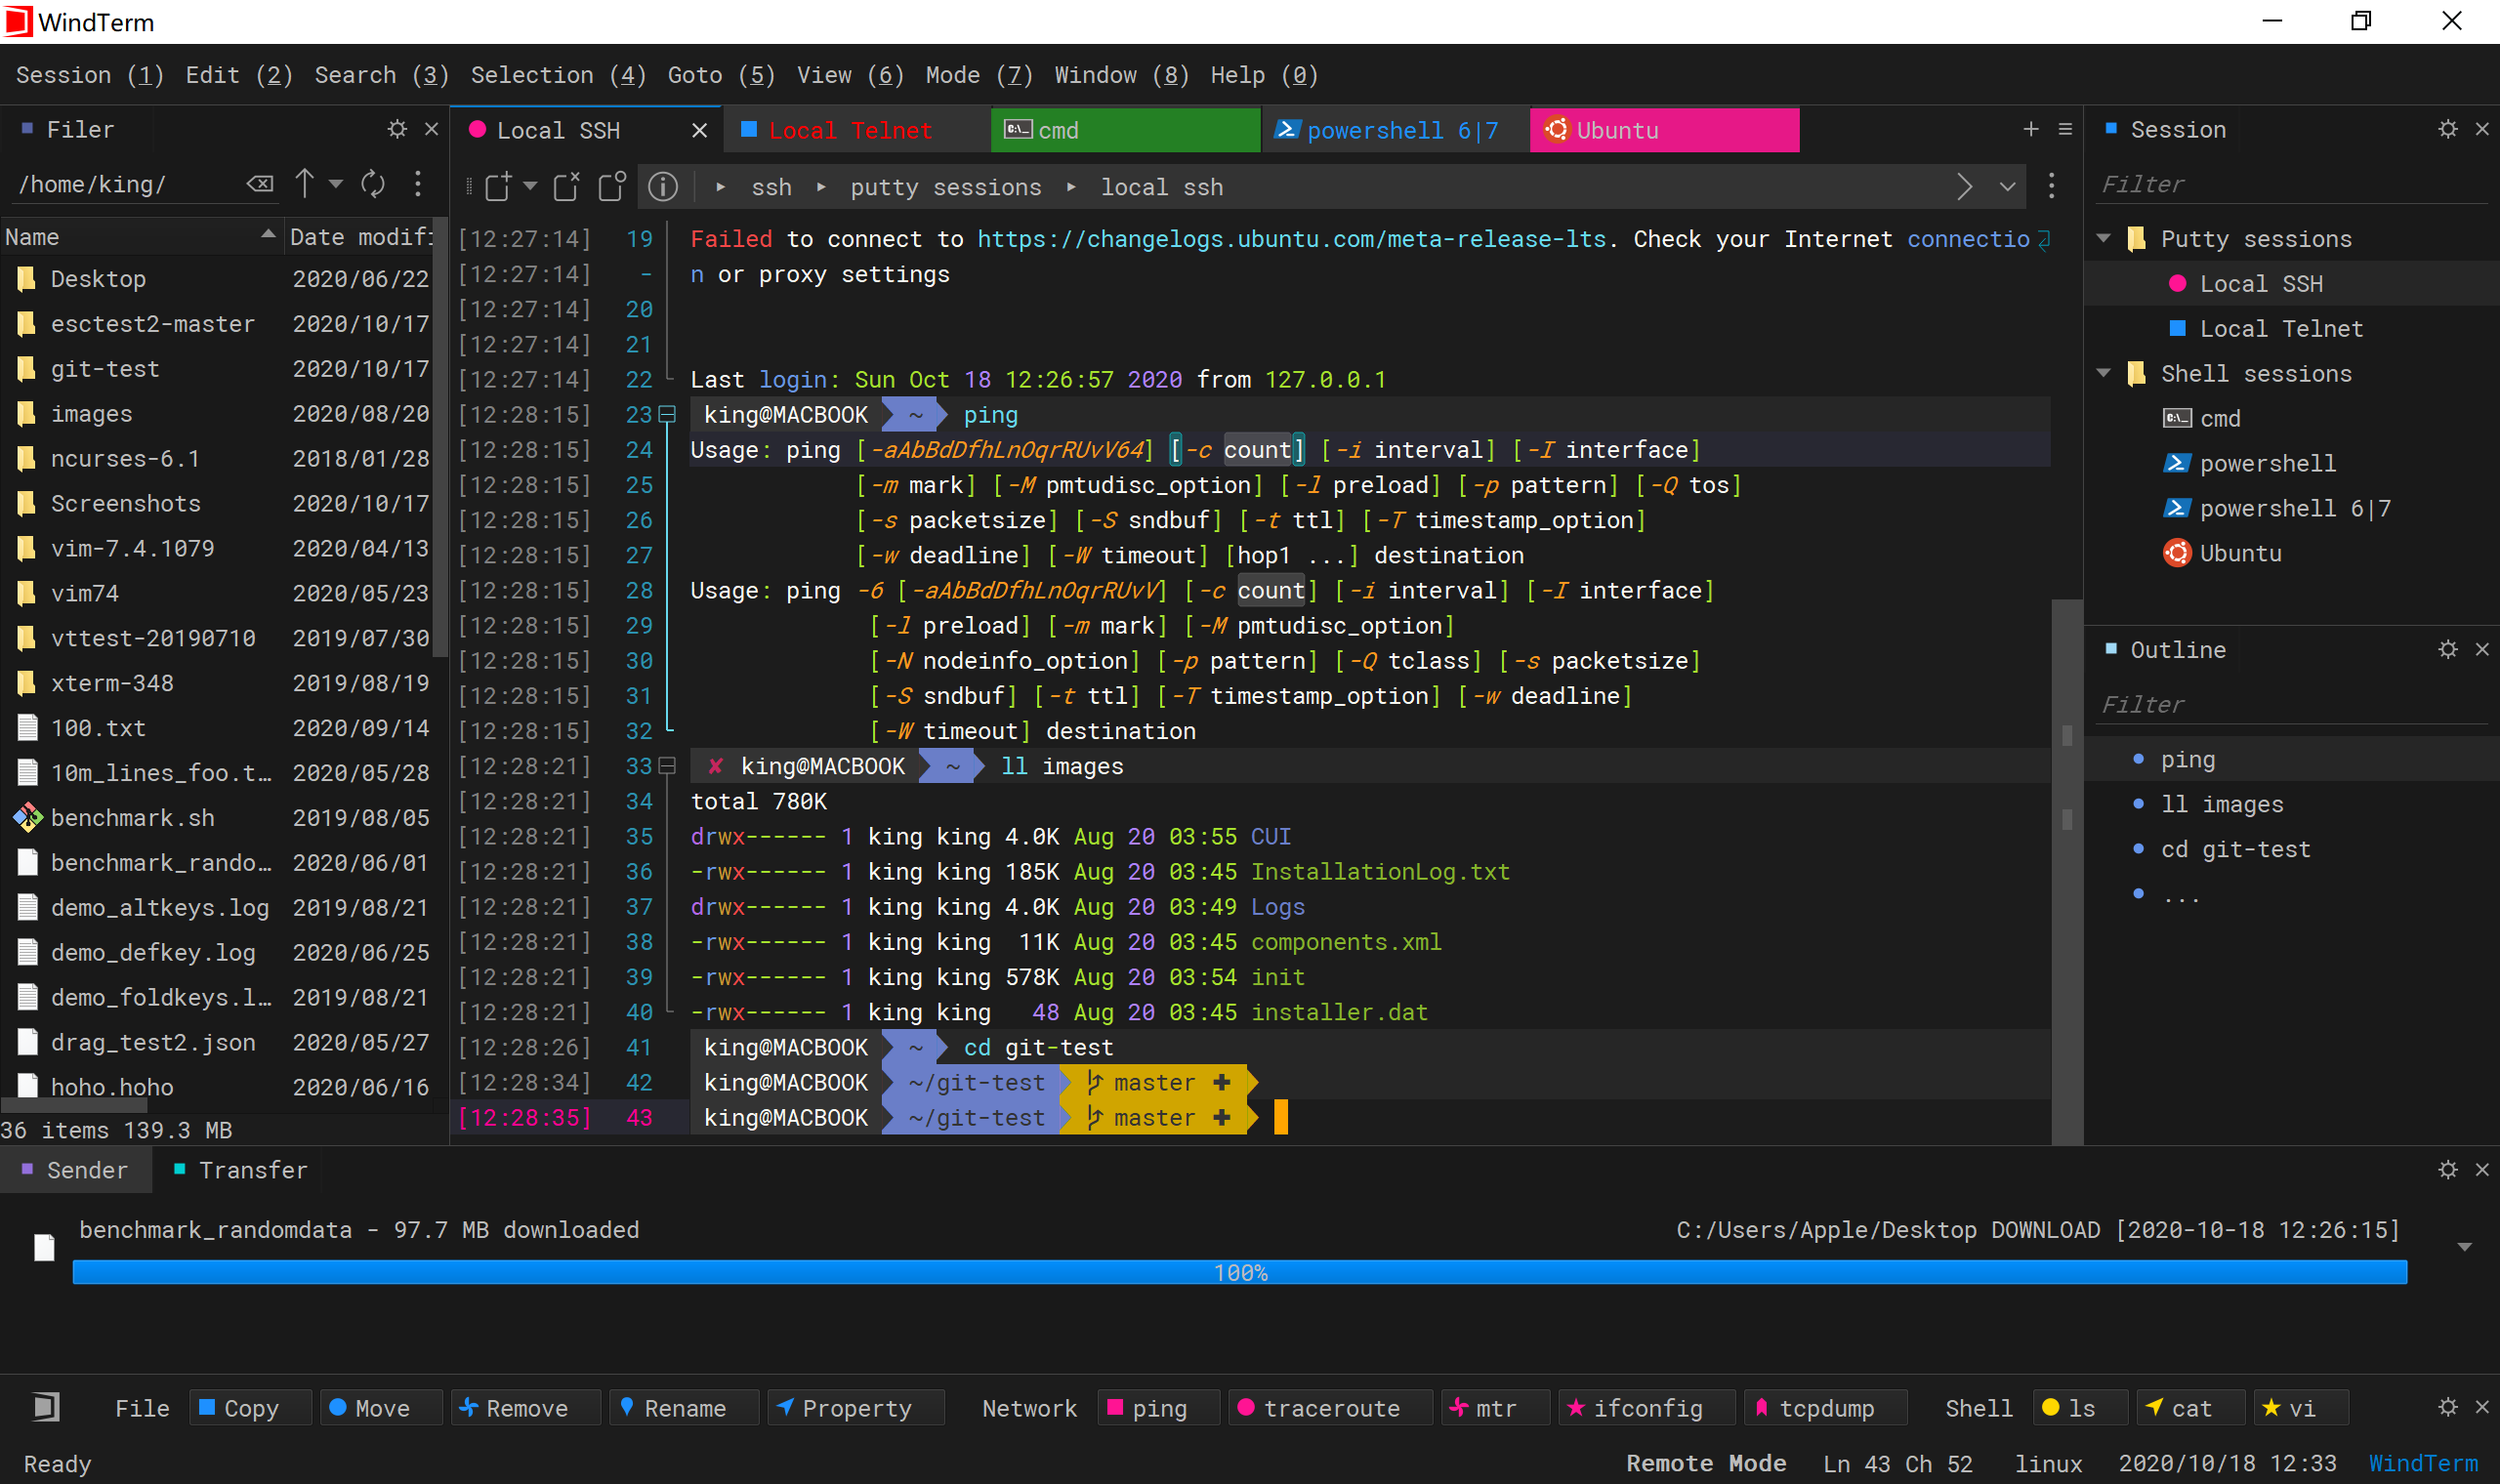 WindTerm
Session (1) Edit (2) Search (3) Selection (4) Goto (5) View (6) Mode (7) Window (8) Help (0)
Filer
/home/king/
Name Date modifi
Desktop 2020/06/22
esctest2-master 2020/10/17
git-test 2020/10/17
images 2020/08/20
ncurses-6.1 2018/01/28
Screenshots 2020/10/17
vim-7.4.1079 2020/04/13
vim74 2020/05/23
vttest-20190710 2019/07/30
xterm-348 2019/08/19
100.txt 2020/09/14
10m_lines_foo.t… 2020/05/28
benchmark.sh 2019/08/05
benchmark_rando… 2020/06/01
demo_altkeys.log 2019/08/21
demo_defkey.log 2020/06/25
demo_foldkeys.l… 2019/08/21
drag_test2.json 2020/05/27
hoho.hoho 2020/06/16
36 items 139.3 MB
Local SSH Local Telnet cmd powershell 6|7 Ubuntu
ssh putty sessions local ssh
[12:27:14] 19 Failed to connect to https://changelogs.ubuntu.com/meta-release-lts. Check your Internet connectio
[12:27:14] - n or proxy settings
[12:27:14] 20
[12:27:14] 21
[12:27:14] 22 Last login: Sun Oct 18 12:26:57 2020 from 127.0.0.1
[12:28:15] 23 king@MACBOOK ~ ping
[12:28:15] 24 Usage: ping [-aAbBdDfhLnOqrRUvV64] [-c count] [-i interval] [-I interface]
[12:28:15] 25 [-m mark] [-M pmtudisc_option] [-l preload] [-p pattern] [-Q tos]
[12:28:15] 26 [-s packetsize] [-S sndbuf] [-t ttl] [-T timestamp_option]
[12:28:15] 27 [-w deadline] [-W timeout] [hop1 ...] destination
[12:28:15] 28 Usage: ping -6 [-aAbBdDfhLnOqrRUvV] [-c count] [-i interval] [-I interface]
[12:28:15] 29 [-l preload] [-m mark] [-M pmtudisc_option]
[12:28:15] 30 [-N nodeinfo_option] [-p pattern] [-Q tclass] [-s packetsize]
[12:28:15] 31 [-S sndbuf] [-t ttl] [-T timestamp_option] [-w deadline]
[12:28:15] 32 [-W timeout] destination
[12:28:21] 33 ✘ king@MACBOOK ~ ll images
[12:28:21] 34 total 780K
[12:28:21] 35 drwx------ 1 king king 4.0K Aug 20 03:55 CUI
[12:28:21] 36 -rwx------ 1 king king 185K Aug 20 03:45 InstallationLog.txt
[12:28:21] 37 drwx------ 1 king king 4.0K Aug 20 03:49 Logs
[12:28:21] 38 -rwx------ 1 king king 11K Aug 20 03:45 components.xml
[12:28:21] 39 -rwx------ 1 king king 578K Aug 20 03:54 init
[12:28:21] 40 -rwx------ 1 king king 48 Aug 20 03:45 installer.dat
[12:28:26] 41 king@MACBOOK ~ cd git-test
[12:28:34] 42 king@MACBOOK ~/git-test master ✚
[12:28:35] 43 king@MACBOOK ~/git-test master ✚
Session
Filter
Putty sessions
Local SSH
Local Telnet
Shell sessions
cmd
powershell
powershell 6|7
Ubuntu
Outline
Filter
ping
ll images
cd git-test
...
Sender Transfer
benchmark_randomdata - 97.7 MB downloaded C:/Users/Apple/Desktop DOWNLOAD [2020-10-18 12:26:15]
100%
File Copy Move Remove Rename Property Network ping traceroute mtr ifconfig tcpdump Shell ls cat vi
Ready Remote Mode Ln 43 Ch 52 linux 2020/10/18 12:33 WindTerm